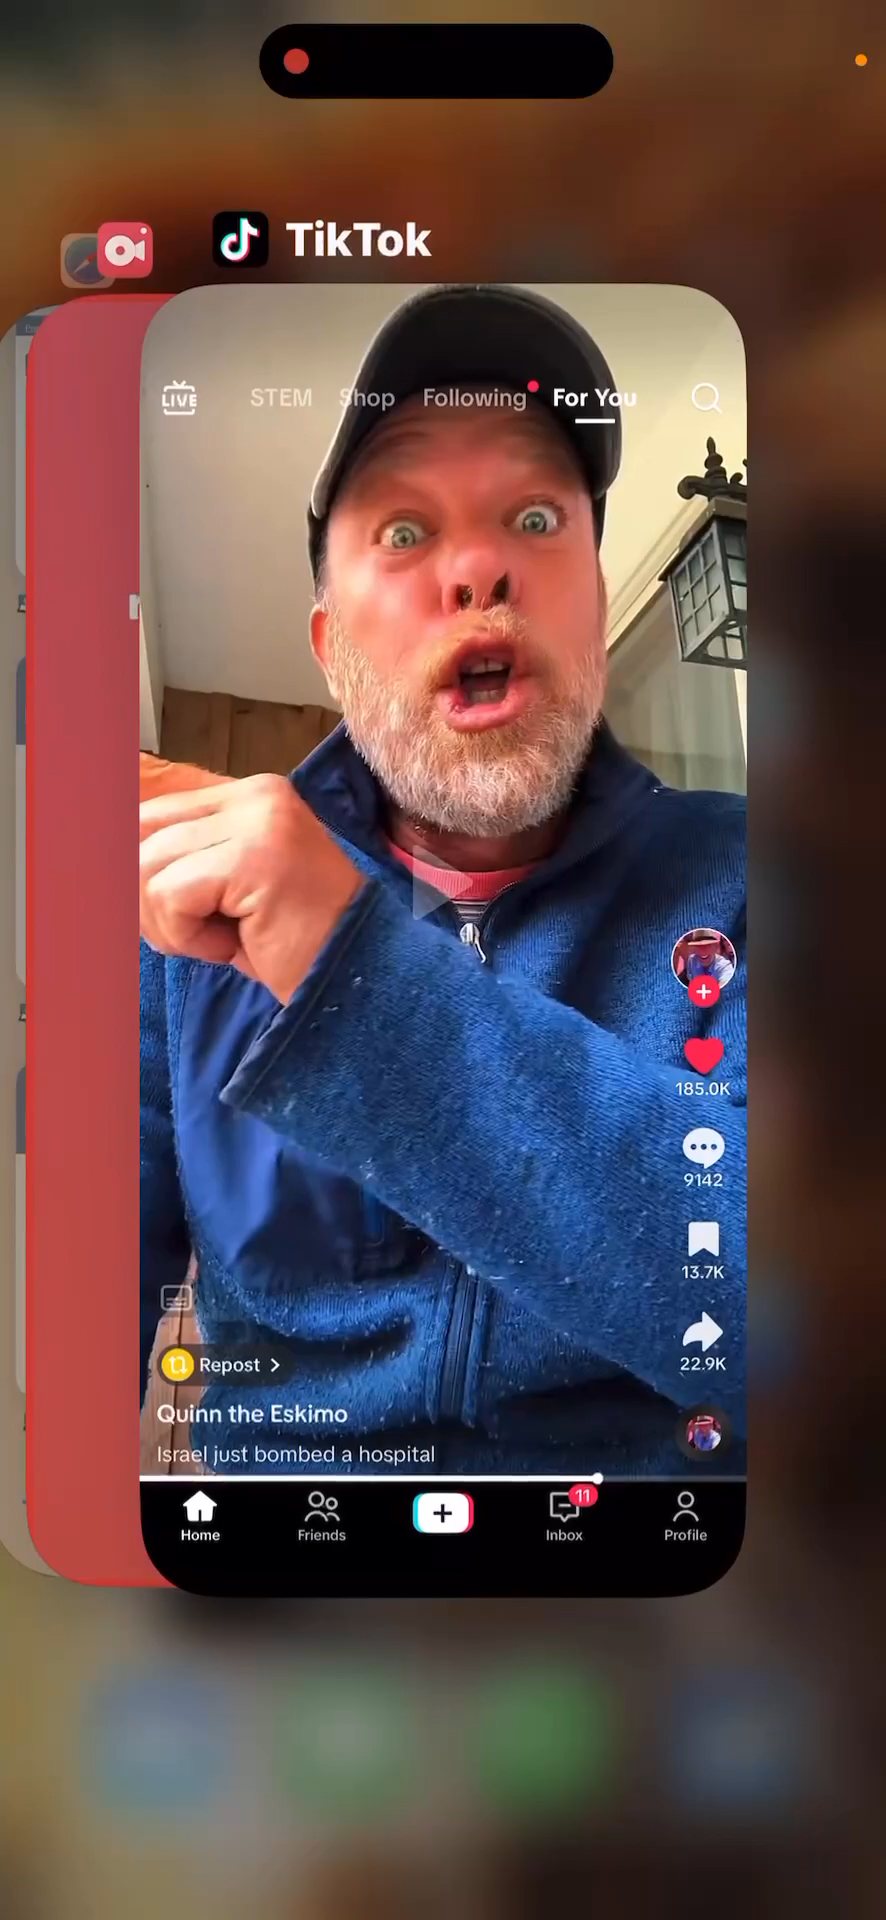 TikTok
LIVE
STEM
Shop
Following
For You
185.0K
9142
13.7K
22.9K
Repost
Quinn the Eskimo
Israel just bombed a hospital
11
Home
Friends
Inbox
Profile